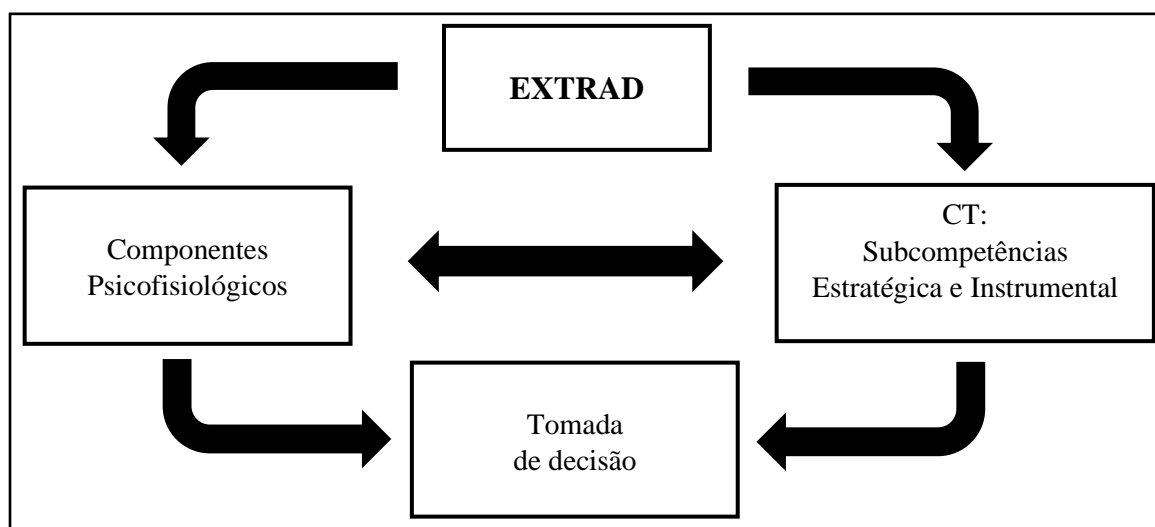 EXTRAD
Componentes
Psicofisiológicos
CT:
Subcompetências
Estratégica e Instrumental
Tomada
de decisão